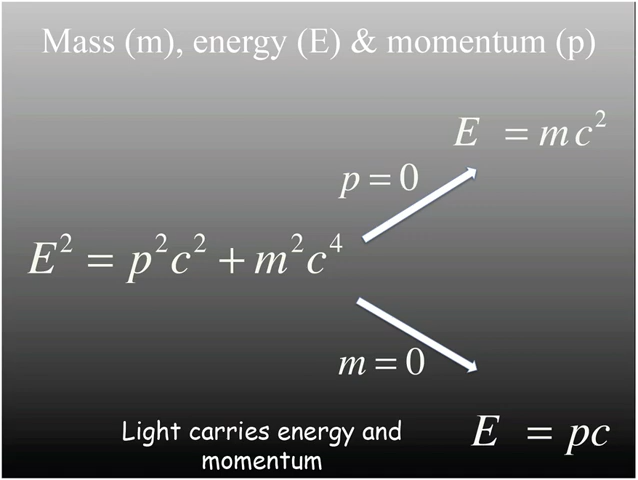 Mass (m), energy (E) & momentum (p)
E = mc²
p = 0
E² = p²c² + m²c⁴
m = 0
Light carries energy and
momentum
E = pc